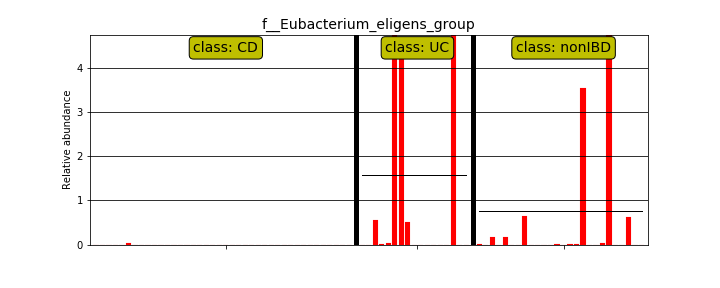 f__Eubacterium_eligens_group
class: CD
class: UC
class: nonIBD
Relative abundance
4
3
2
1
0